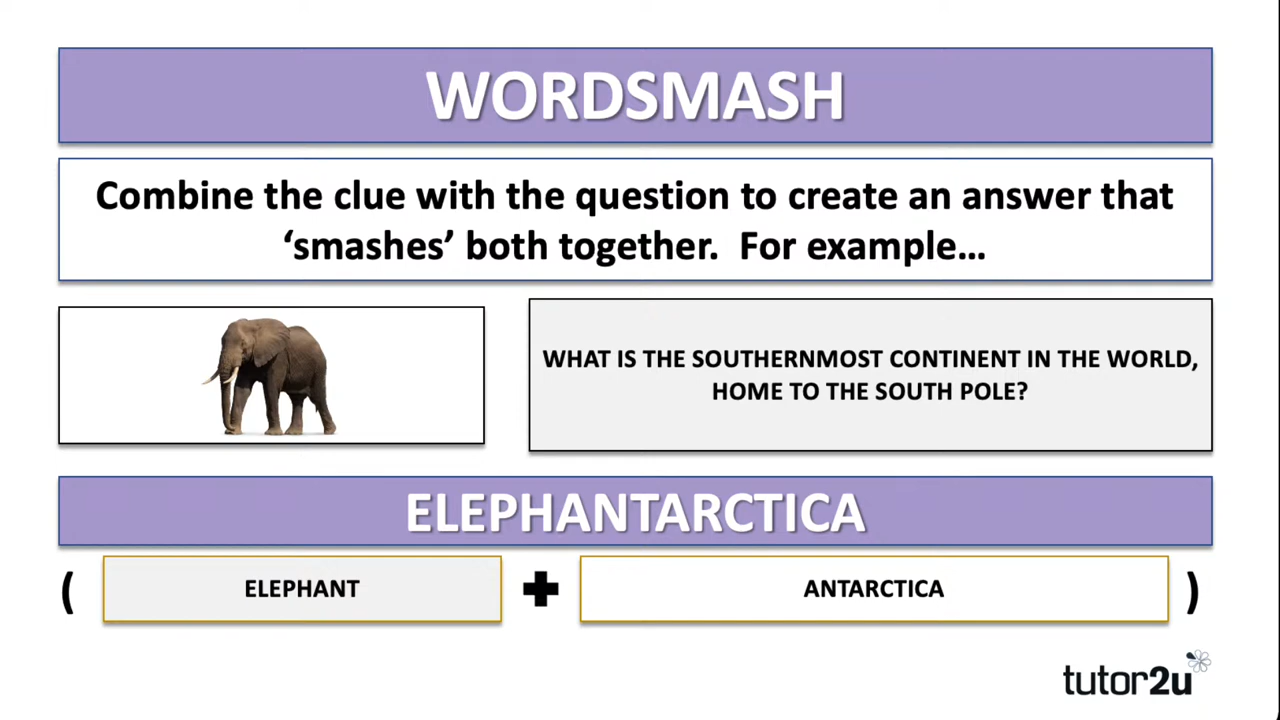 WORDSMASH
Combine the clue with the question to create an answer that
‘smashes’ both together.  For example…
WHAT IS THE SOUTHERNMOST CONTINENT IN THE WORLD,
HOME TO THE SOUTH POLE?
ELEPHANTARCTICA
( ELEPHANT + ANTARCTICA )
tutor2u